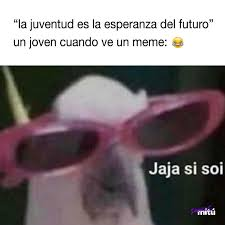 “la juventud es la esperanza del futuro”
un joven cuando ve un meme: 😂
Jaja si soi
mitú